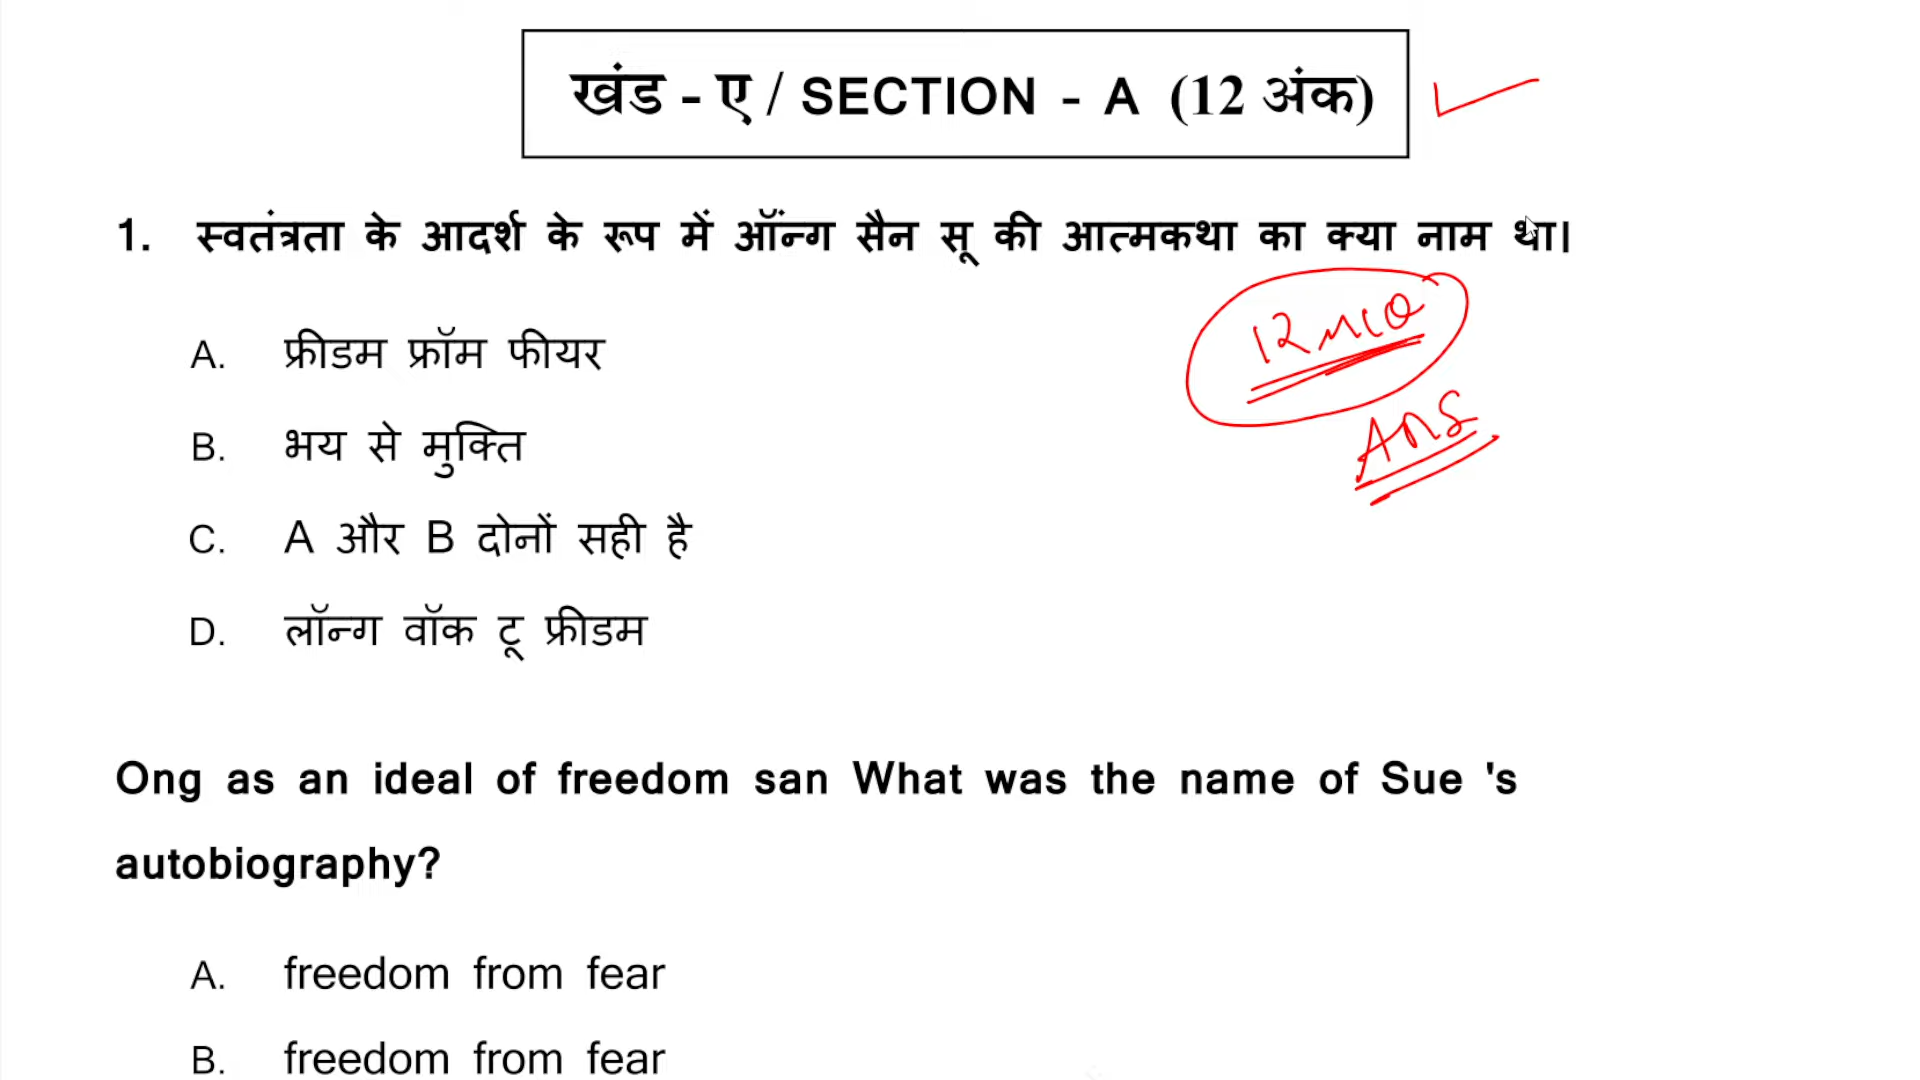 खंड - ए / SECTION - A (12 अंक)
1. स्वतंत्रता के आदर्श के रूप में ऑन्ग सैन सू की आत्मकथा का क्या नाम था।
12 MCQ
A. फ्रीडम फ्रॉम फीयर
Ans
B. भय से मुक्ति
C. A और B दोनों सही है
D. लॉन्ग वॉक टू फ्रीडम
Ong as an ideal of freedom san What was the name of Sue 's
autobiography?
A. freedom from fear
B. freedom from fear